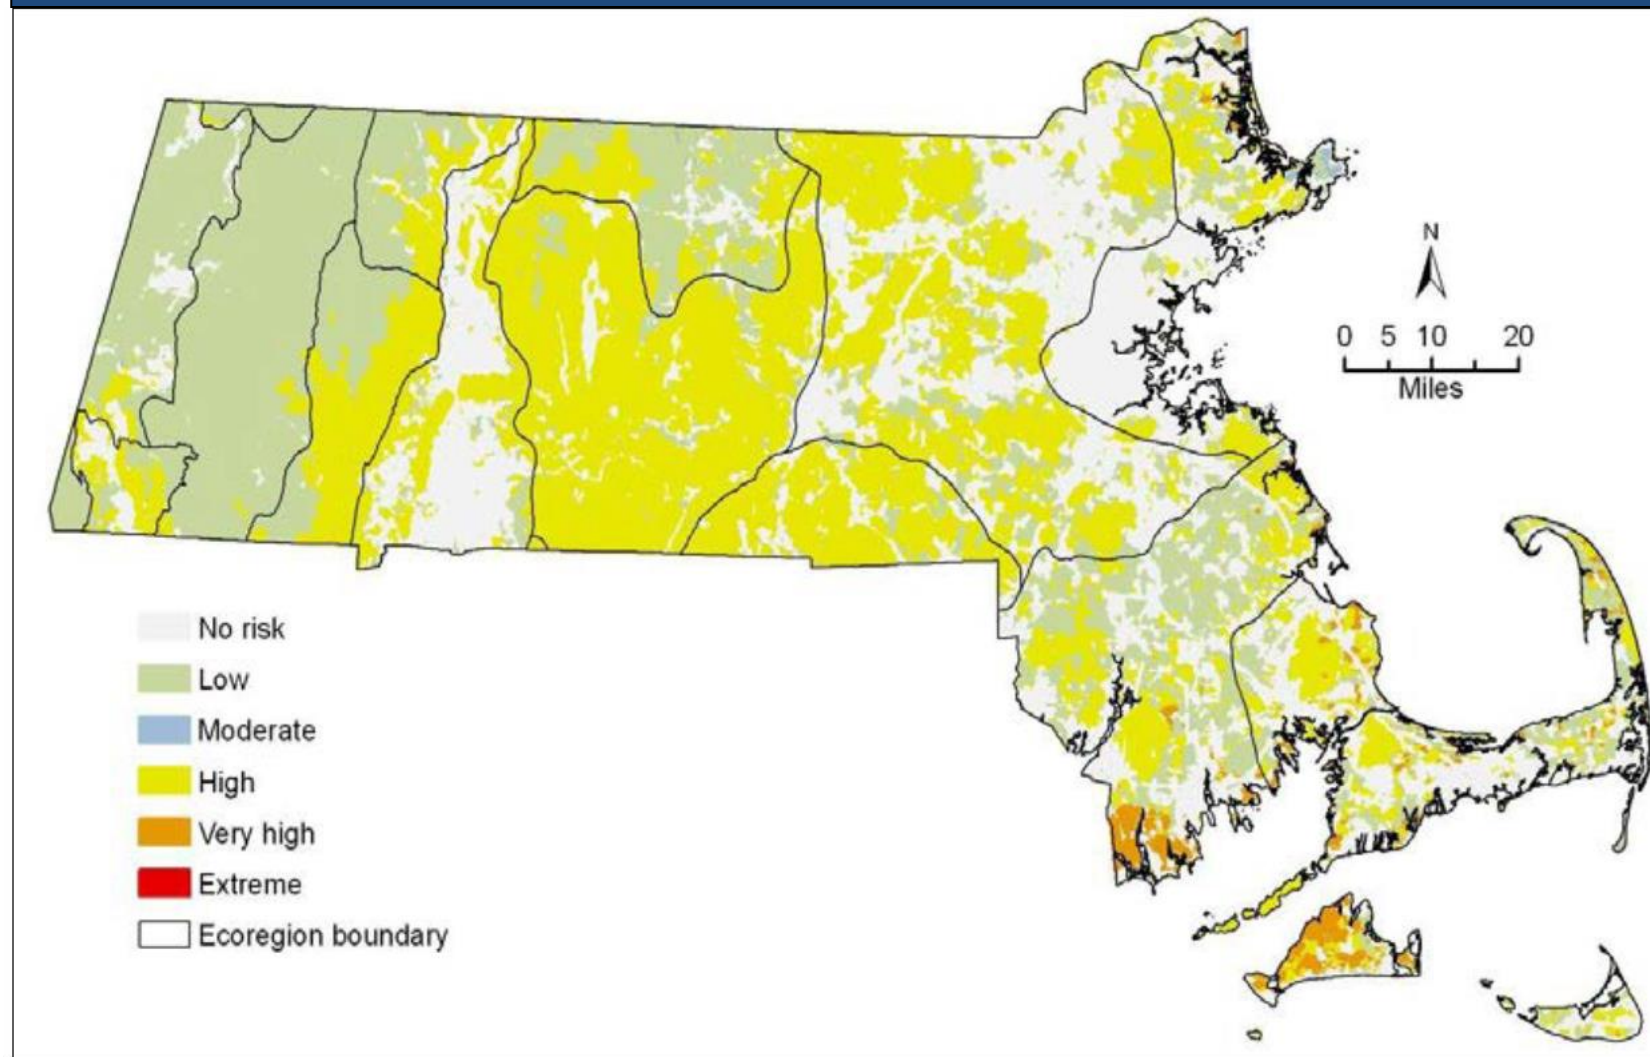 N
0 5 10 20
Miles
No risk
Low
Moderate
High
Very high
Extreme
Ecoregion boundary